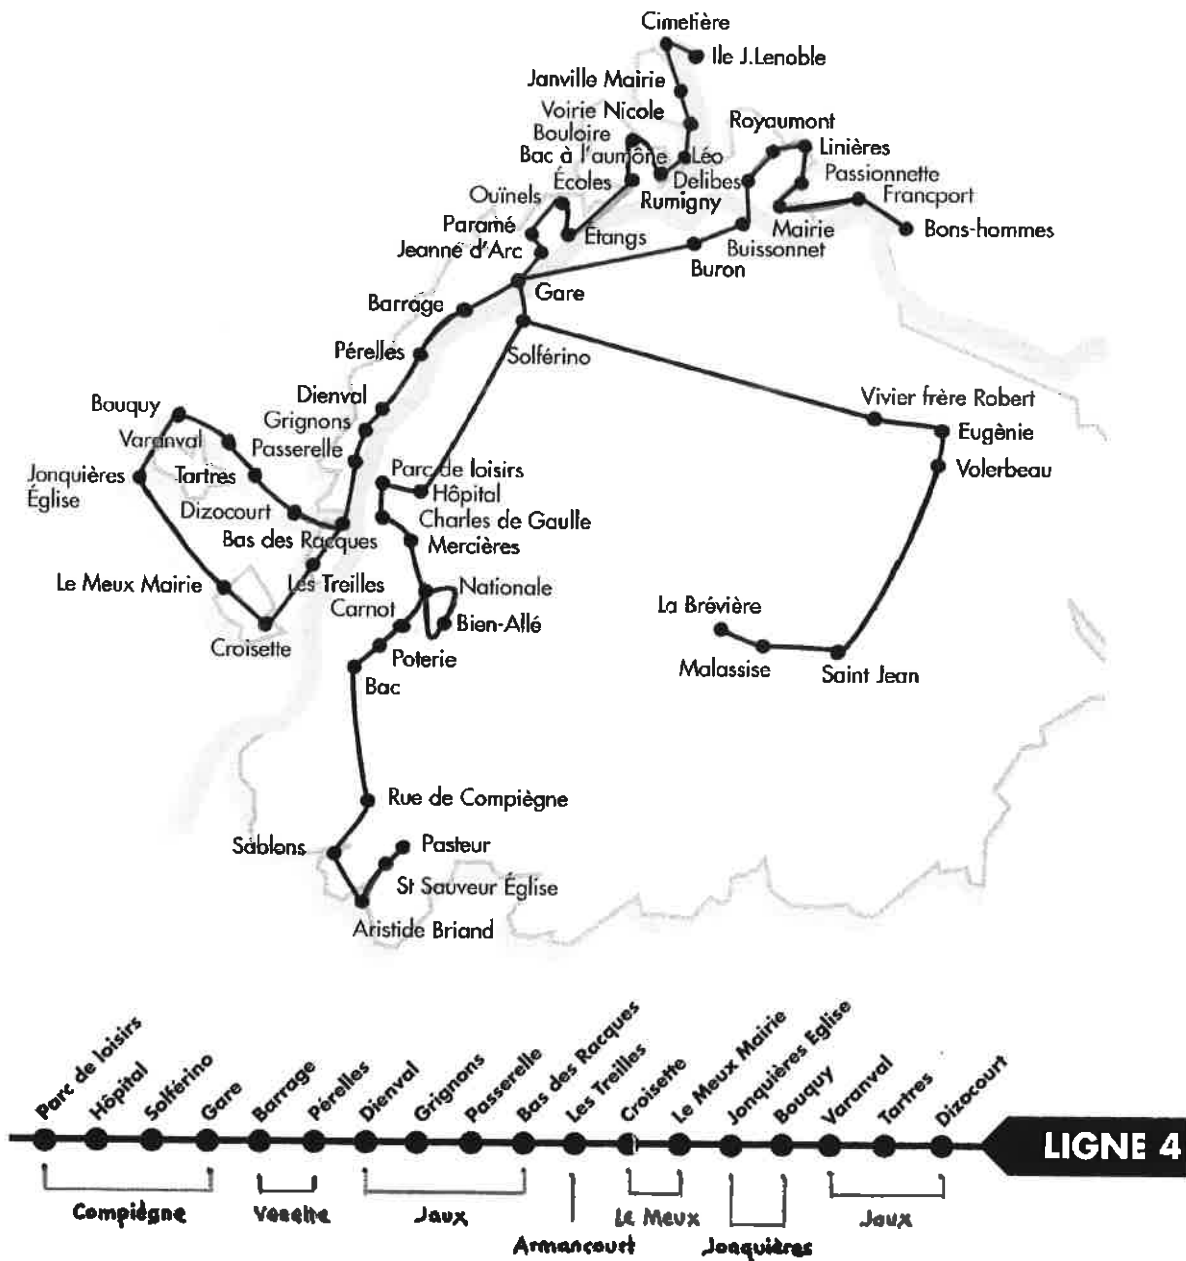 Cimetière
Ile J.Lenoble
Janville Mairie
Voirie Nicole
Bouloire
Royaumont
Linières
Bac à l'aumône
Léo
Delibes
Écoles
Passionnette
Ouïnels
Rumigny
Francport
Paramé
Étangs
Mairie
Bons-hommes
Jeanne d'Arc
Buissonnet
Buron
Gare
Barrage
Pérelles
Solférino
Dienval
Vivier frère Robert
Bouquy
Grignons
Eugènie
Varanval
Passerelle
Parc de loisirs
Volerbeau
Jonquières
Église
Tartres
Hôpital
Dizocourt
Charles de Gaulle
Bas des Racques
Mercières
Le Meux Mairie
Les Treilles
Nationale
Carnot
La Brévière
Bien-Allé
Croisette
Poterie
Malassise
Saint Jean
Bac
Rue de Compiègne
Sablons
Pasteur
St Sauveur Église
Aristide Briand
Parc de loisirs
Hôpital
Solférino
Gare
Barrage
Pérelles
Dienval
Grignons
Passerelle
Bas des Racques
Les Treilles
Croisette
Le Meux Mairie
Jonquières Eglise
Bouquy
Varanval
Tartres
Dizocourt
LIGNE 4
Compiègne
Venette
Jaux
Armancourt
Le Meux
Jonquières
Jaux